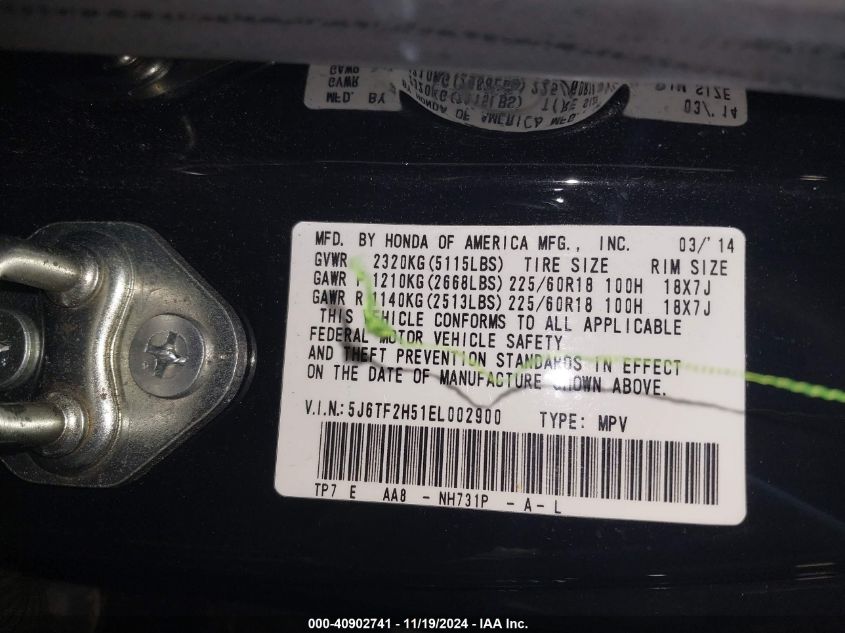 MFD. BY HONDA OF AMERICA MFG., INC. 03/'14
GVWR 2320KG(5115LBS) TIRE SIZE RIM SIZE
GAWR F 1210KG(2668LBS) 225/60R18 100H 18X7J
GAWR R 1140KG(2513LBS) 225/60R18 100H 18X7J
THIS VEHICLE CONFORMS TO ALL APPLICABLE
FEDERAL MOTOR VEHICLE SAFETY
AND THEFT PREVENTION STANDARDS IN EFFECT
ON THE DATE OF MANUFACTURE SHOWN ABOVE.
V.I.N.: 5J6TF2H51EL002900 TYPE: MPV
TP7 E AA8 - NH731P - A - L
000-40902741 - 11/19/2024 - IAA Inc.